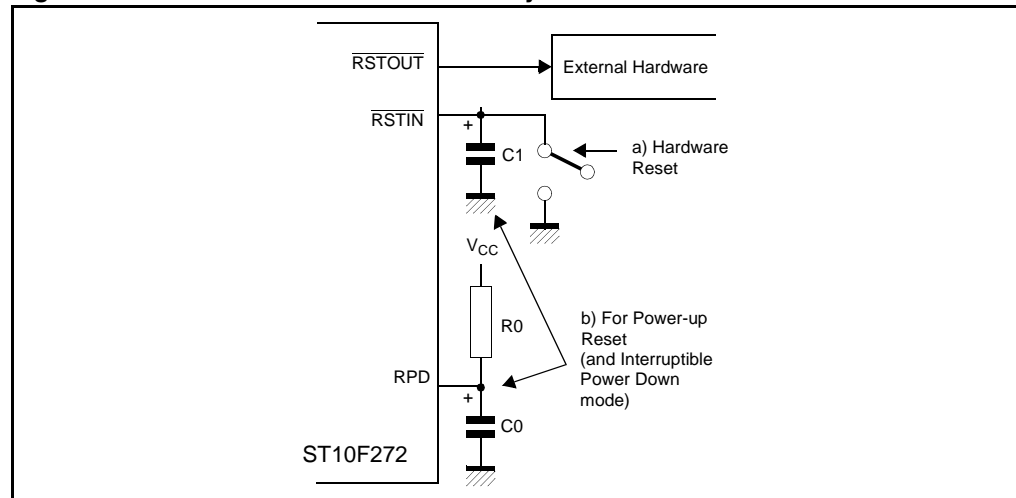 RSTOUT
External Hardware
RSTIN
+
C1
a) Hardware
Reset
VCC
R0
b) For Power-up
Reset
(and Interruptible
Power Down
mode)
RPD
+
C0
ST10F272